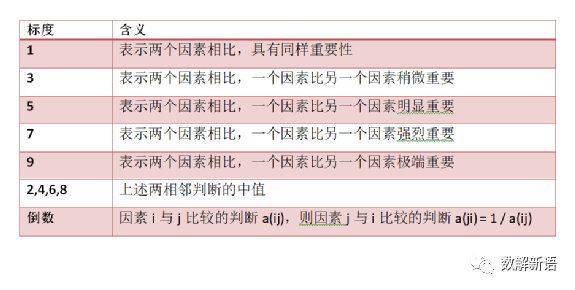 标度 含义
1 表示两个因素相比，具有同样重要性
3 表示两个因素相比，一个因素比另一个因素稍微重要
5 表示两个因素相比，一个因素比另一个因素明显重要
7 表示两个因素相比，一个因素比另一个因素强烈重要
9 表示两个因素相比，一个因素比另一个因素极端重要
2,4,6,8 上述两相邻判断的中值
倒数 因素 i 与 j 比较的判断 a(ij)，则因素 j 与 i 比较的判断 a(ji) = 1 / a(ij)
数解新语